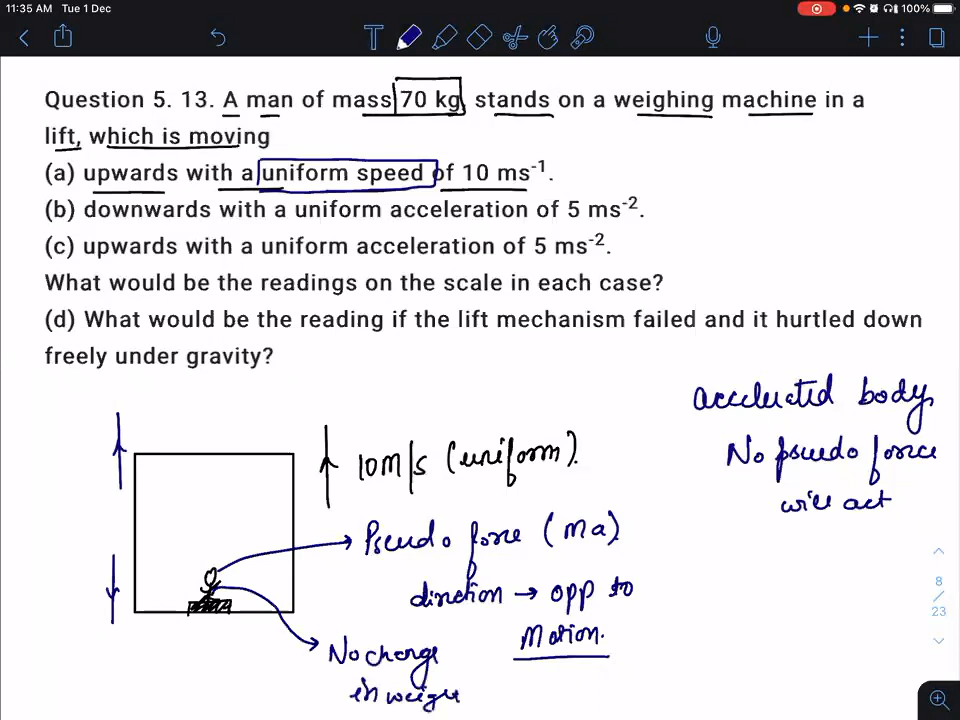 11:35 AM Tue 1 Dec
100%
Question 5. 13. A man of mass 70 kg, stands on a weighing machine in a
lift, which is moving
(a) upwards with a uniform speed of 10 ms-1.
(b) downwards with a uniform acceleration of 5 ms-2.
(c) upwards with a uniform acceleration of 5 ms-2.
What would be the readings on the scale in each case?
(d) What would be the reading if the lift mechanism failed and it hurtled down
freely under gravity?
accelerated body
No pseudo force
will act
10m/s (uniform).
Pseudo force (ma)
direction → opp to
Motion.
No change
in weight
8
/
23